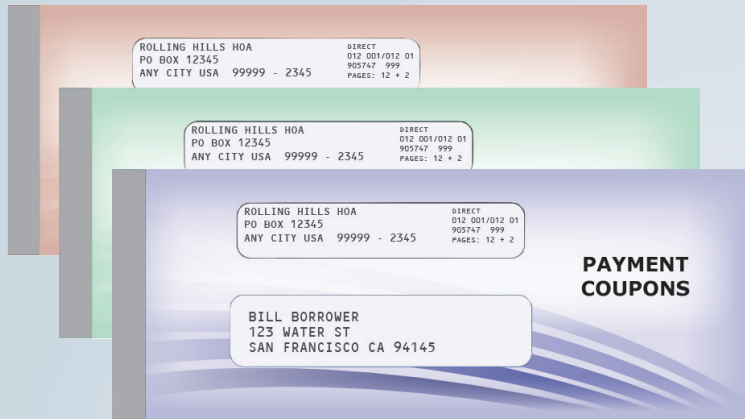 ROLLING HILLS HOA
PO BOX 12345
ANY CITY USA 99999 - 2345
DIRECT
012 001/012 01
905747 999
PAGES: 12 + 2
ROLLING HILLS HOA
PO BOX 12345
ANY CITY USA 99999 - 2345
DIRECT
012 001/012 01
905747 999
PAGES: 12 + 2
ROLLING HILLS HOA
PO BOX 12345
ANY CITY USA 99999 - 2345
DIRECT
012 001/012 01
905747 999
PAGES: 12 + 2
PAYMENT
COUPONS
BILL BORROWER
123 WATER ST
SAN FRANCISCO CA 94145